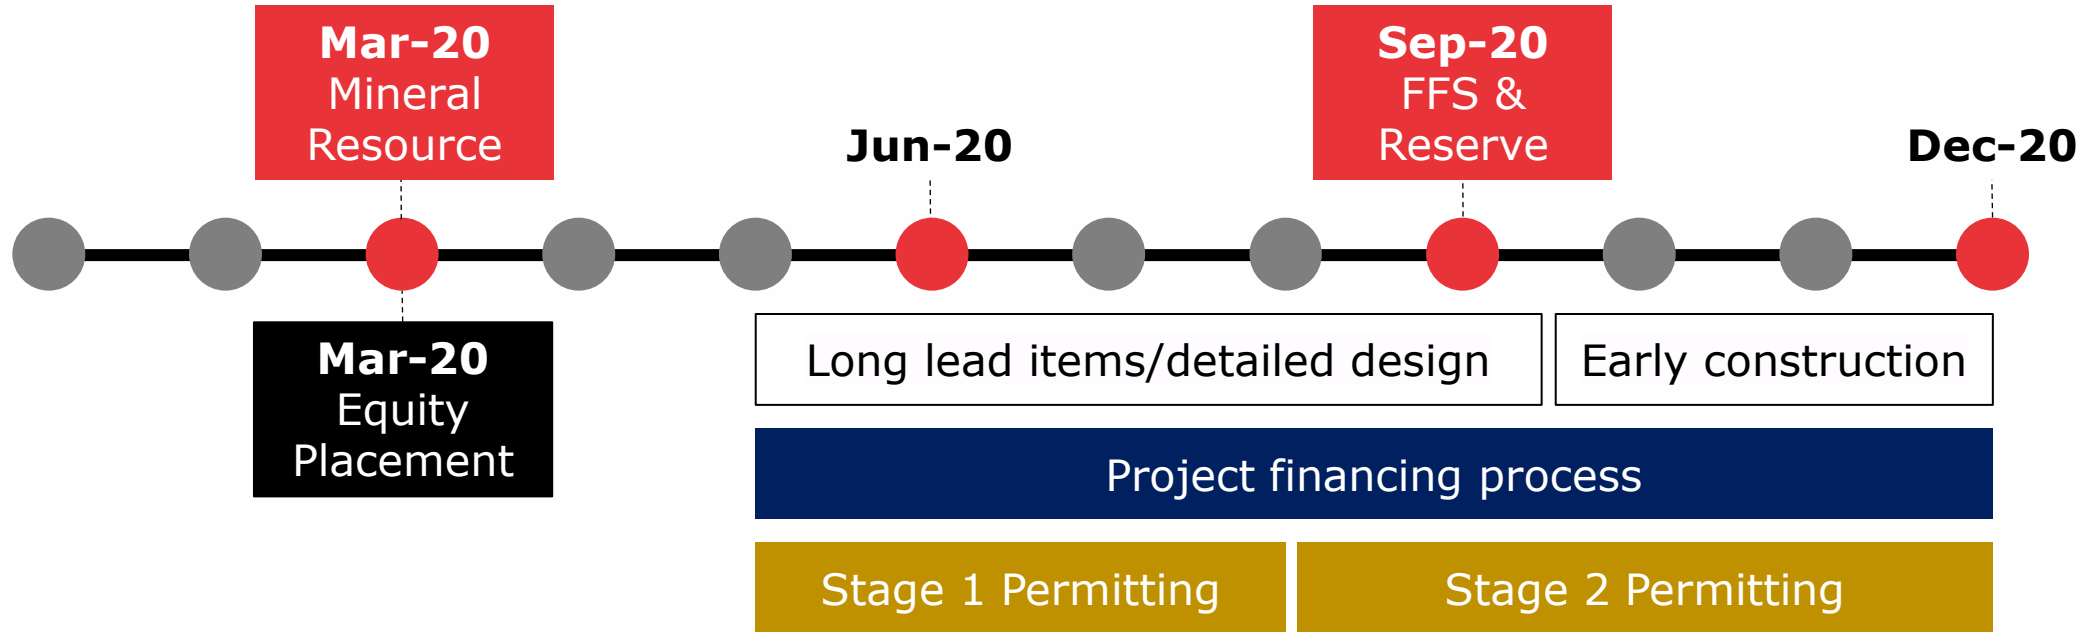 Mar-20
Mineral
Resource
Jun-20
Sep-20
FFS &
Reserve
Dec-20
Mar-20
Equity
Placement
Long lead items/detailed design
Early construction
Project financing process
Stage 1 Permitting
Stage 2 Permitting